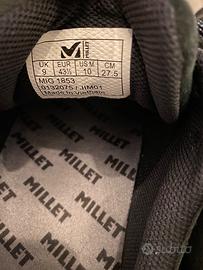 MILLET
UK EUR US M CM
9 43⅓ 10 27.5
MIG 1853
0132075 / JIM01
Made in Vietnam
MILLET
MILLET
MILLET
MILLET
MILLET
subito